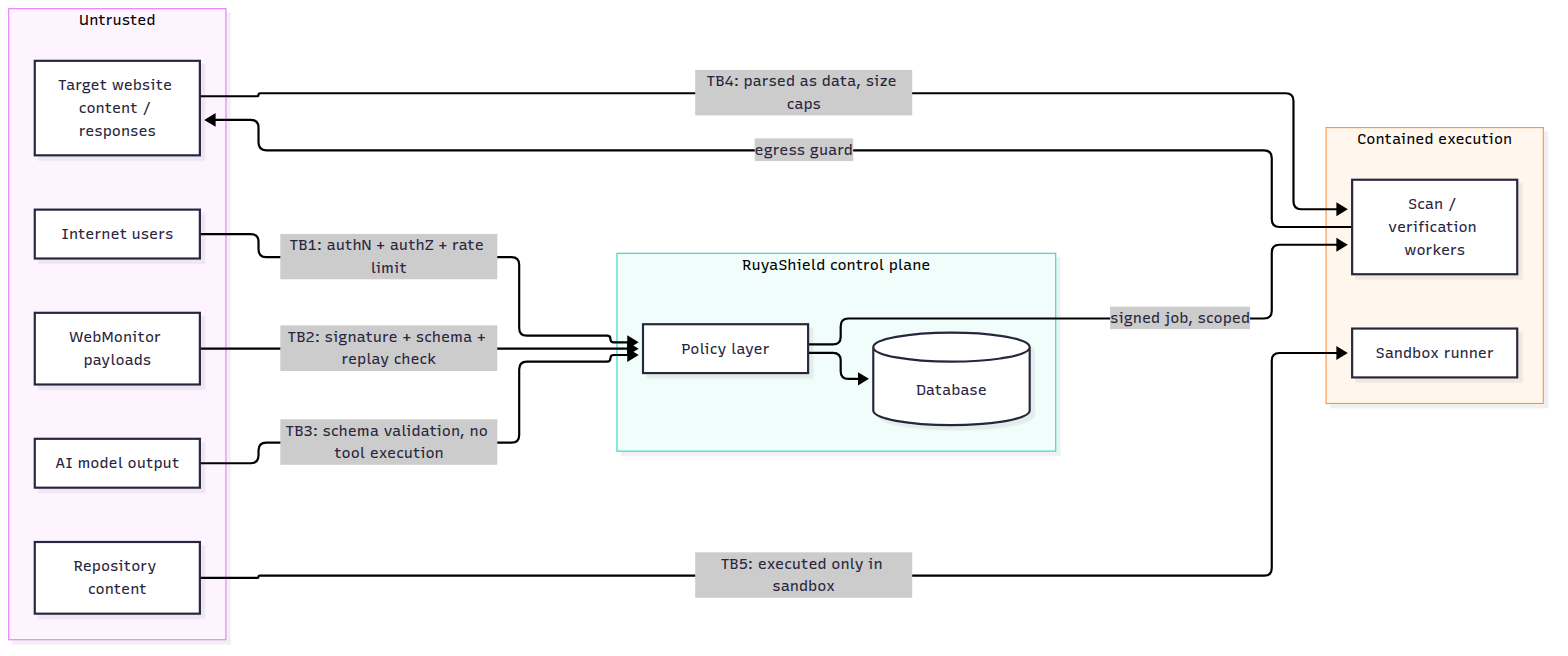 Untrusted
Target website
content /
responses
Internet users
WebMonitor
payloads
AI model output
Repository
content
TB4: parsed as data, size
caps
egress guard
TB1: authN + authZ + rate
limit
TB2: signature + schema +
replay check
TB3: schema validation, no
tool execution
TB5: executed only in
sandbox
RuyaShield control plane
Policy layer
Database
signed job, scoped
Contained execution
Scan /
verification
workers
Sandbox runner